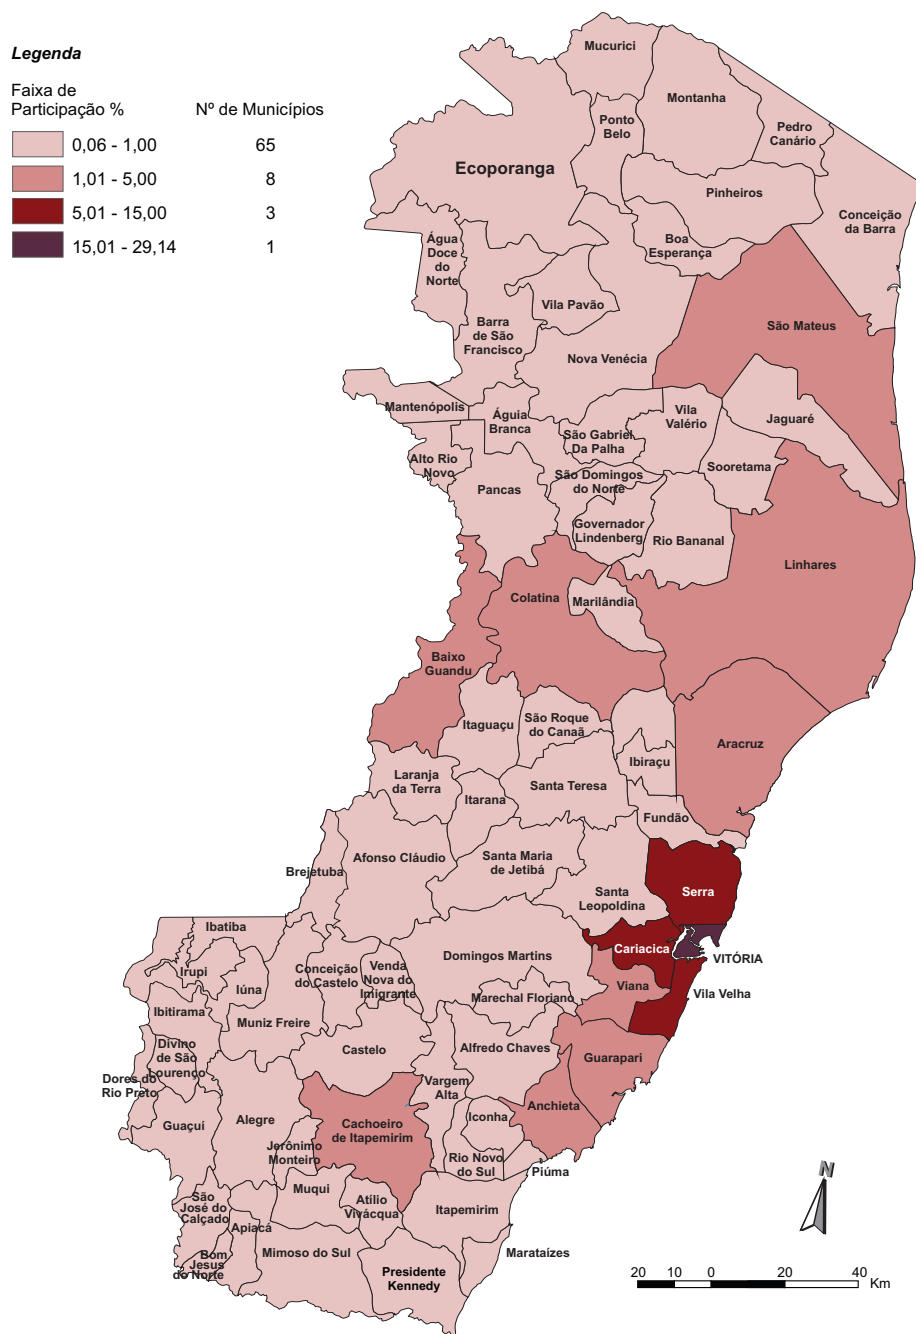 Legenda
Faixa de
Participação %
Nº de Municípios
0,06 - 1,00 65
1,01 - 5,00 8
5,01 - 15,00 3
15,01 - 29,14 1
Mucurici
Montanha
Ponto
Belo
Pedro
Canário
Ecoporanga
Pinheiros
Conceição
da Barra
Água
Doce
do
Norte
Boa
Esperança
Vila Pavão
Barra
de São
Francisco
São Mateus
Nova Venécia
Mantenópolis
Águia
Branca
Vila
Valério
Jaguaré
São Gabriel
Da Palha
Alto Rio
Novo
Sooretama
São Domingos
do Norte
Pancas
Governador
Lindenberg
Rio Bananal
Linhares
Colatina
Marilândia
Baixo
Guandu
Itaguaçu
São Roque
do Canaã
Aracruz
Ibiraçu
Laranja
da Terra
Itarana
Santa Teresa
Fundão
Afonso Cláudio
Santa Maria
de Jetibá
Brejetuba
Santa
Leopoldina
Serra
Ibatiba
Cariacica
VITÓRIA
Domingos Martins
Irupi
Iúna
Conceição
do Castelo
Venda
Nova do
Imigrante
Viana
Vila Velha
Marechal Floriano
Ibitirama
Muniz Freire
Divino
de São
Lourenço
Castelo
Alfredo Chaves
Guarapari
Dores do
Rio Preto
Vargem
Alta
Anchieta
Guaçuí
Alegre
Cachoeiro
de Itapemirim
Iconha
Jerônimo
Monteiro
Rio Novo
do Sul
Piúma
N
Muqui
São
José do
Calçado
Atílio
Vivácqua
Itapemirim
Apiacá
Bom
Jesus
do Norte
Mimoso do Sul
Marataízes
Presidente
Kennedy
20 10 0 20 40
Km